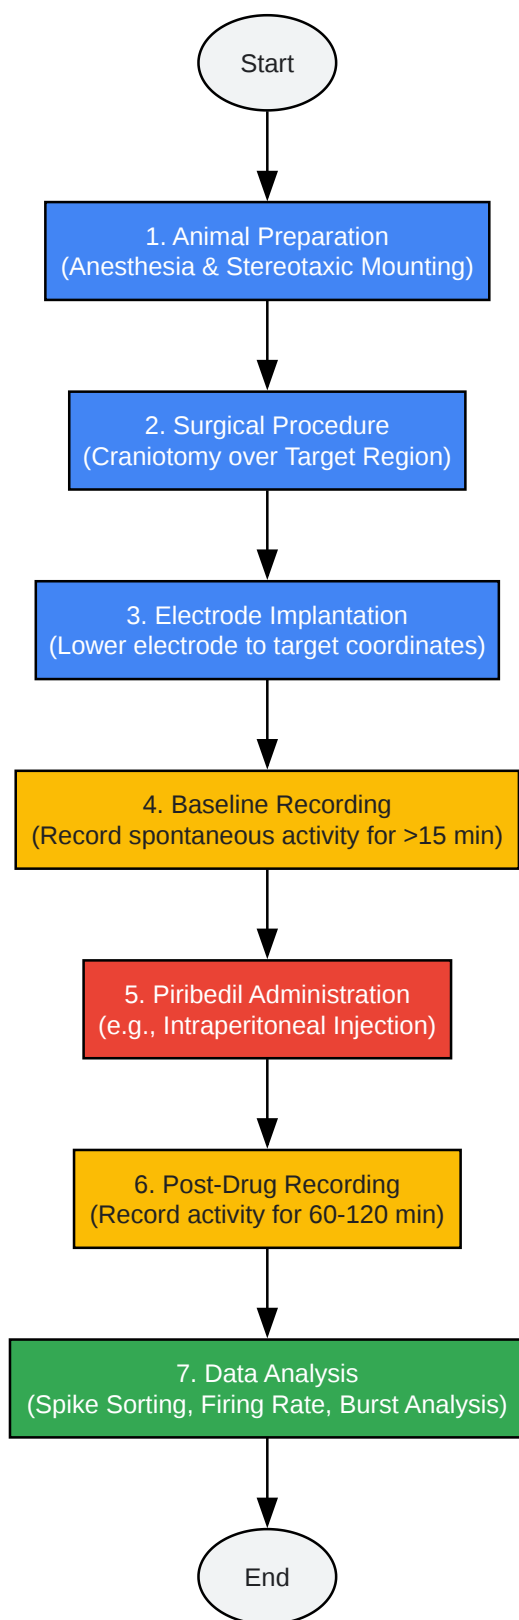 Start
1. Animal Preparation
(Anesthesia & Stereotaxic Mounting)
2. Surgical Procedure
(Craniotomy over Target Region)
3. Electrode Implantation
(Lower electrode to target coordinates)
4. Baseline Recording
(Record spontaneous activity for >15 min)
5. Piribedil Administration
(e.g., Intraperitoneal Injection)
6. Post-Drug Recording
(Record activity for 60-120 min)
7. Data Analysis
(Spike Sorting, Firing Rate, Burst Analysis)
End